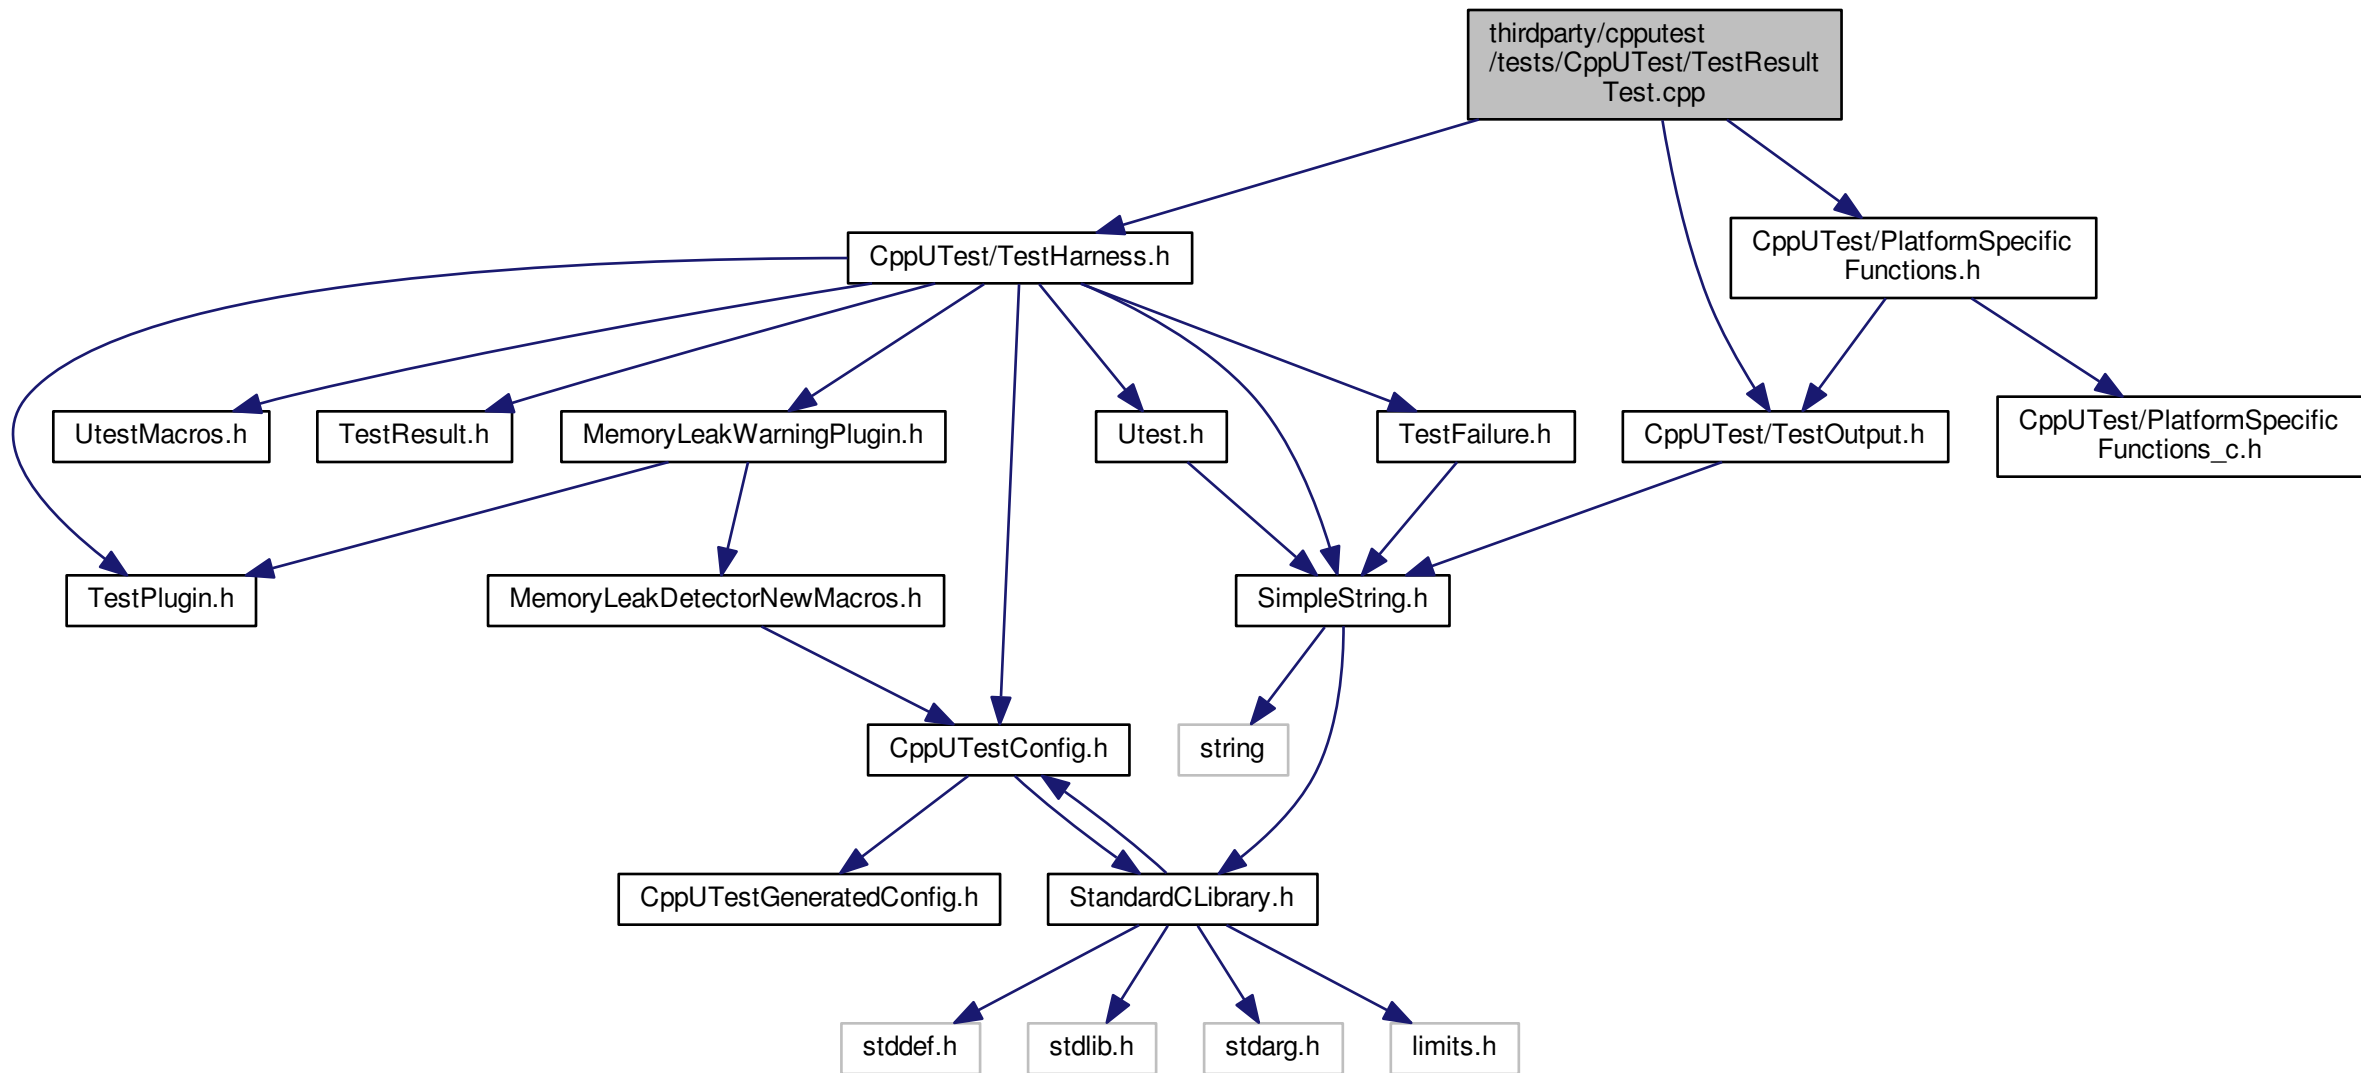 thirdparty/cpputest
/tests/CppUTest/TestResult
Test.cpp
CppUTest/TestHarness.h
CppUTest/PlatformSpecific
Functions.h
UtestMacros.h
TestResult.h
MemoryLeakWarningPlugin.h
Utest.h
TestFailure.h
CppUTest/TestOutput.h
CppUTest/PlatformSpecific
Functions_c.h
TestPlugin.h
MemoryLeakDetectorNewMacros.h
SimpleString.h
CppUTestConfig.h
string
CppUTestGeneratedConfig.h
StandardCLibrary.h
stddef.h
stdlib.h
stdarg.h
limits.h